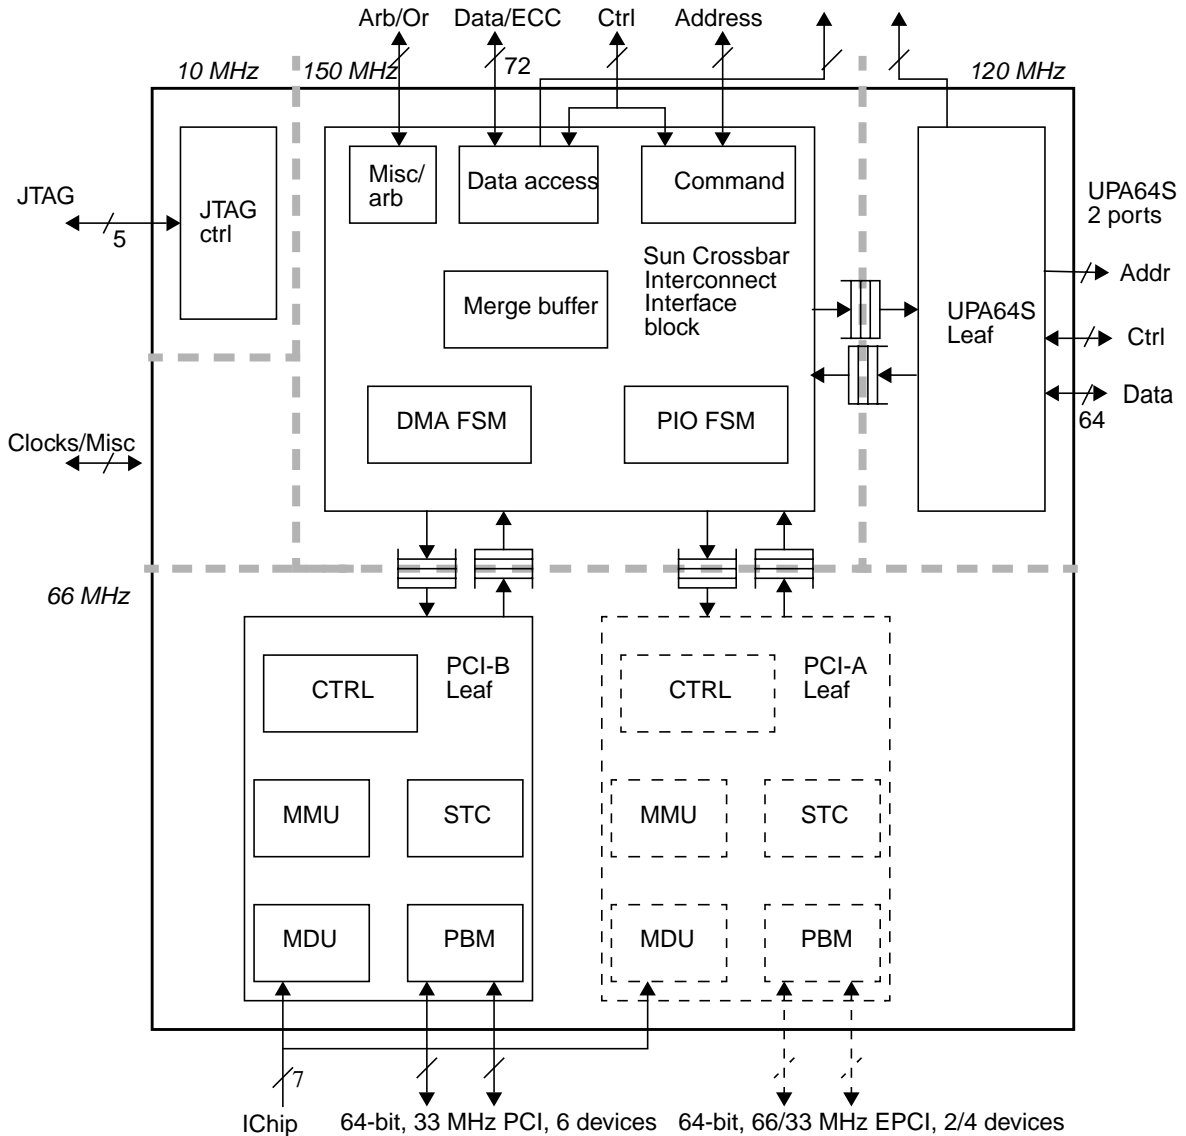 Arb/Or Data/ECC Ctrl Address
72
10 MHz 150 MHz 120 MHz
JTAG
5
JTAG
ctrl
Misc/
arb
Data access
Command
Sun Crossbar
Interconnect
Interface
block
Merge buffer
DMA FSM
PIO FSM
UPA64S
Leaf
UPA64S
2 ports
Addr
Ctrl
Data
64
Clocks/Misc
66 MHz
PCI-B
Leaf
CTRL
MMU
STC
MDU
PBM
PCI-A
Leaf
CTRL
MMU
STC
MDU
PBM
7
IChip
64-bit, 33 MHz PCI, 6 devices
64-bit, 66/33 MHz EPCI, 2/4 devices